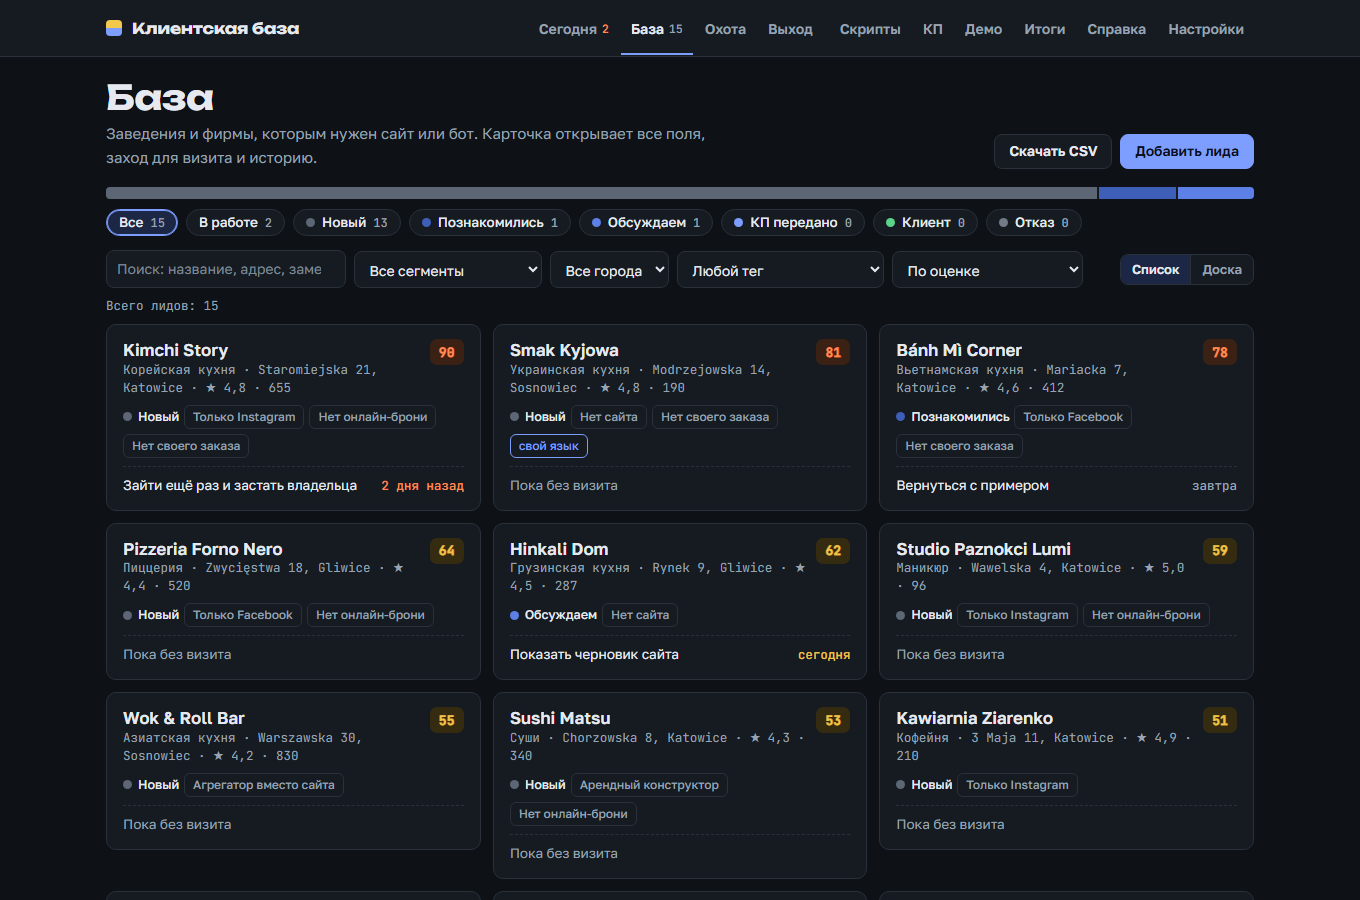 Клиентская база
Сегодня 2 База 15 Охота Выход Скрипты КП Демо Итоги Справка Настройки
База
Заведения и фирмы, которым нужен сайт или бот. Карточка открывает все поля,
заход для визита и историю.
Скачать CSV Добавить лида
Все 15 В работе 2 Новый 13 Познакомились 1 Обсуждаем 1 КП передано 0 Клиент 0 Отказ 0
Поиск: название, адрес, заме Все сегменты Все города Любой тег По оценке Список Доска
Всего лидов: 15
Kimchi Story 90
Корейская кухня · Staromiejska 21,
Katowice · ★ 4,8 · 655
Новый Только Instagram Нет онлайн-брони
Нет своего заказа
Зайти ещё раз и застать владельца 2 дня назад
Smak Kyjowa 81
Украинская кухня · Modrzejowska 14,
Sosnowiec · ★ 4,8 · 190
Новый Нет сайта Нет своего заказа
свой язык
Пока без визита
Bánh Mì Corner 78
Вьетнамская кухня · Mariacka 7,
Katowice · ★ 4,6 · 412
Познакомились Только Facebook
Нет своего заказа
Вернуться с примером завтра
Pizzeria Forno Nero 64
Пиццерия · Zwycięstwa 18, Gliwice · ★
4,4 · 520
Новый Только Facebook Нет онлайн-брони
Пока без визита
Hinkali Dom 62
Грузинская кухня · Rynek 9, Gliwice · ★
4,5 · 287
Обсуждаем Нет сайта
Показать черновик сайта сегодня
Studio Paznokci Lumi 59
Маникюр · Wawelska 4, Katowice · ★ 5,0
· 96
Новый Только Instagram Нет онлайн-брони
Пока без визита
Wok & Roll Bar 55
Азиатская кухня · Warszawska 30,
Sosnowiec · ★ 4,2 · 830
Новый Агрегатор вместо сайта
Пока без визита
Sushi Matsu 53
Суши · Chorzowska 8, Katowice · ★ 4,3 ·
340
Новый Арендный конструктор
Нет онлайн-брони
Пока без визита
Kawiarnia Ziarenko 51
Кофейня · 3 Maja 11, Katowice · ★ 4,9 ·
210
Новый Только Instagram
Пока без визита